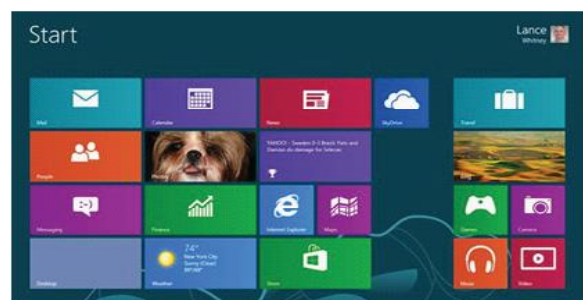 Start
Lance
Whitney
Mail
Calendar
News
SkyDrive
Travel
People
Photos
YAHOO! - Sweden 0-3 Brazil: Pato and
Damiao do damage for Selecao
Messaging
Finance
Internet Explorer
Maps
Games
Camera
Desktop
74°
New York City
Sunny (Clear)
Weather
Store
Music
Video